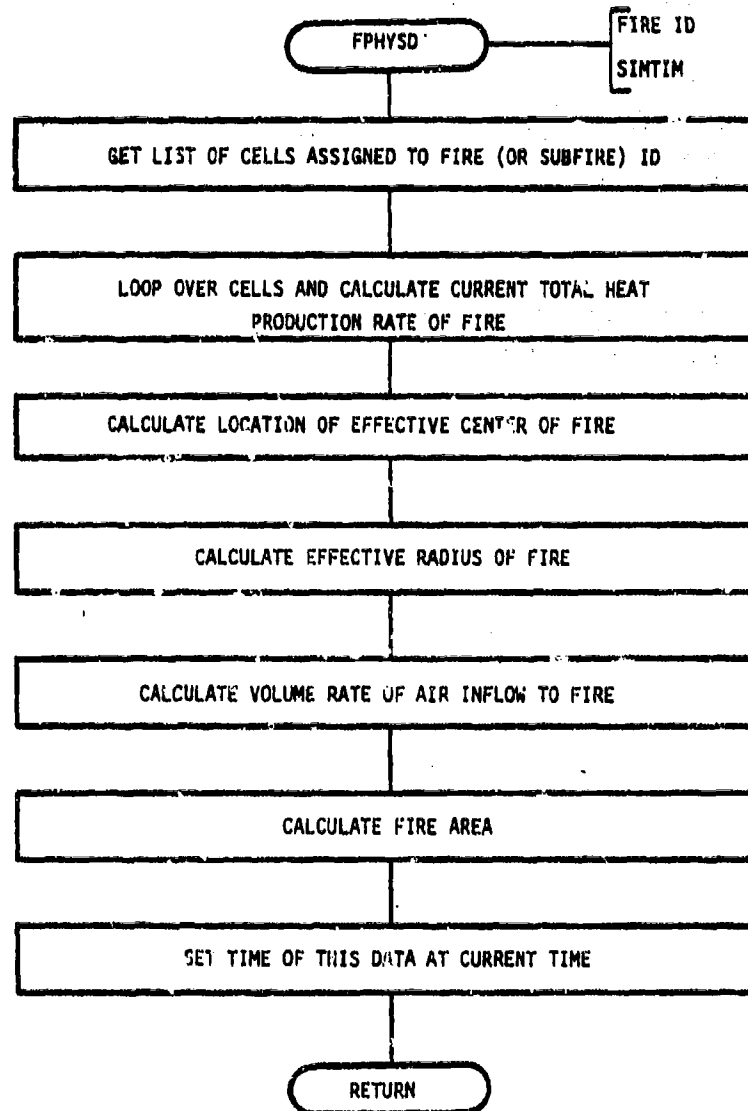 FPHYSD
FIRE ID
SIMTIM
GET LIST OF CELLS ASSIGNED TO FIRE (OR SUBFIRE) ID
LOOP OVER CELLS AND CALCULATE CURRENT TOTAL HEAT
PRODUCTION RATE OF FIRE
CALCULATE LOCATION OF EFFECTIVE CENTER OF FIRE
CALCULATE EFFECTIVE RADIUS OF FIRE
CALCULATE VOLUME RATE OF AIR INFLOW TO FIRE
CALCULATE FIRE AREA
SET TIME OF THIS DATA AT CURRENT TIME
RETURN